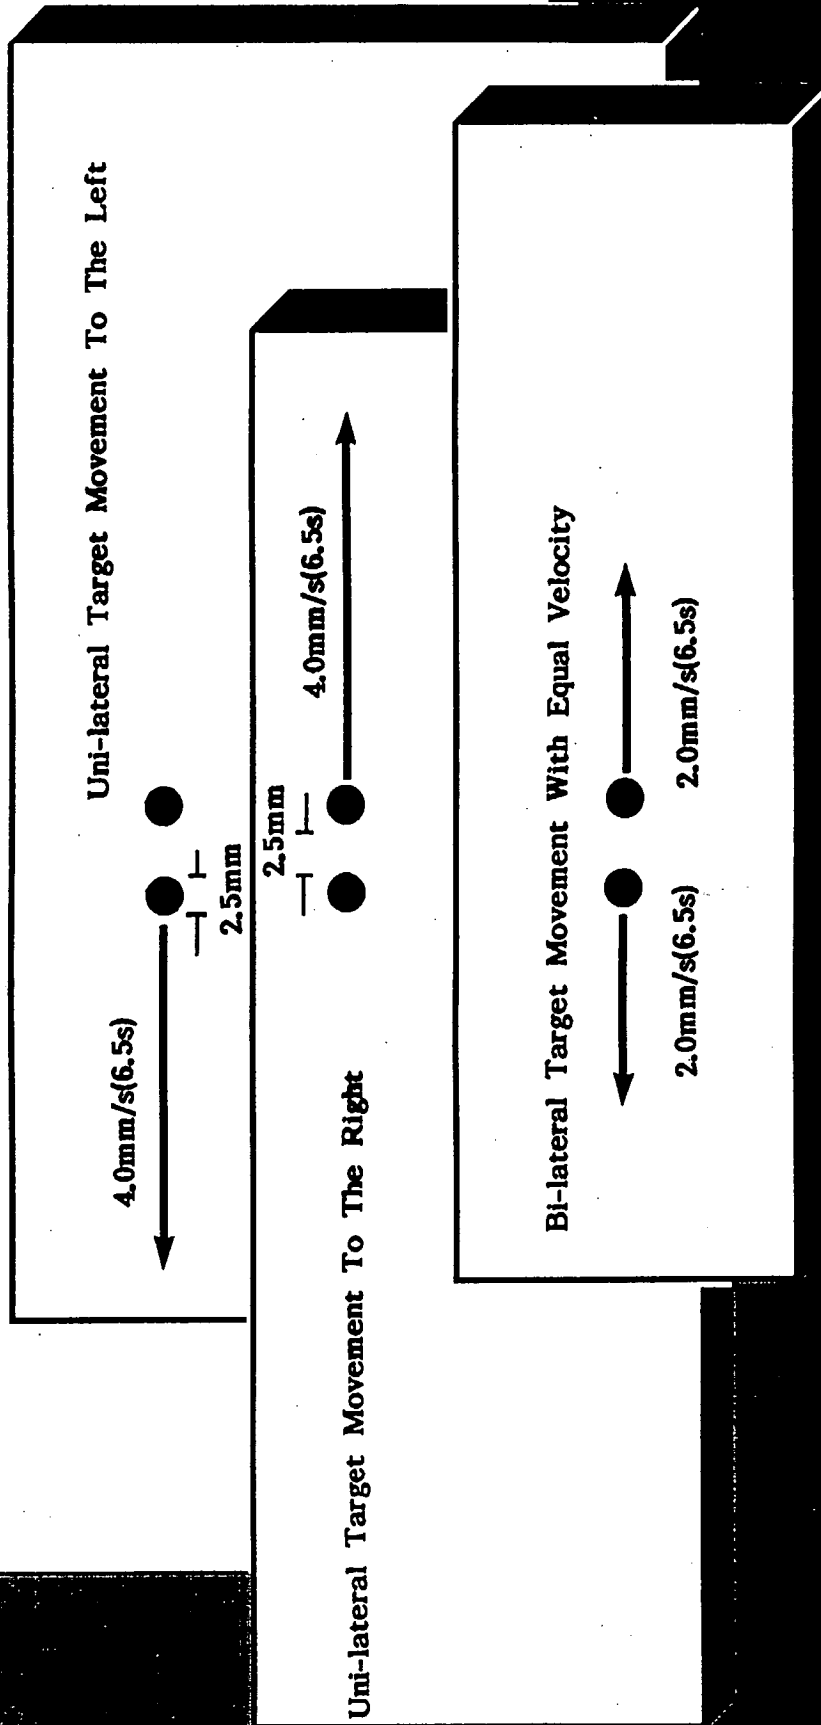 Uni-lateral Target Movement To The Left
4.0mm/s(6.5s)
2.5mm
2.5mm
4.0mm/s(6.5s)
Uni-lateral Target Movement To The Right
Bi-lateral Target Movement With Equal Velocity
2.0mm/s(6.5s)
2.0mm/s(6.5s)